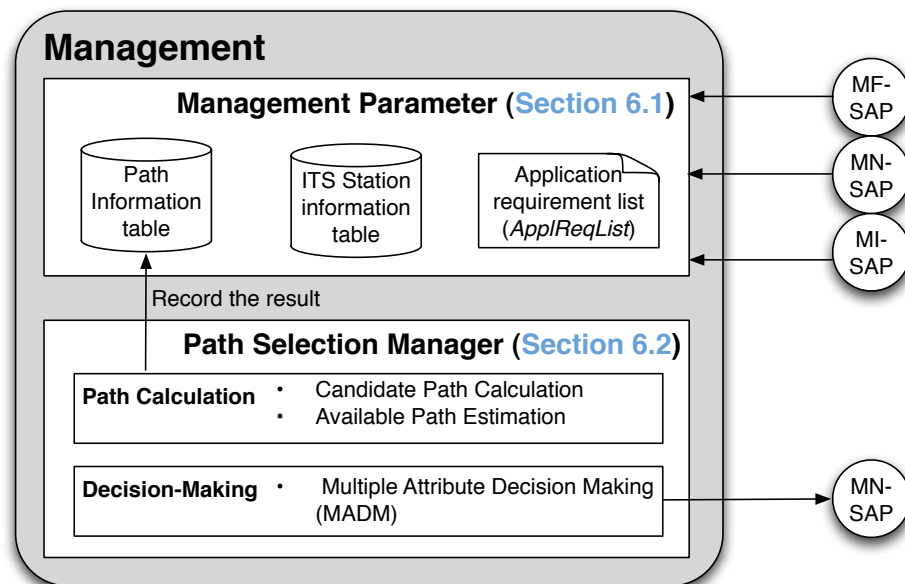 Management
Management Parameter (Section 6.1)
Path
Information
table
ITS Station
information
table
Application
requirement list
(ApplReqList)
MF-
SAP
MN-
SAP
MI-
SAP
Record the result
Path Selection Manager (Section 6.2)
Path Calculation
• Candidate Path Calculation
• Available Path Estimation
Decision-Making
• Multiple Attribute Decision Making
(MADM)
MN-
SAP